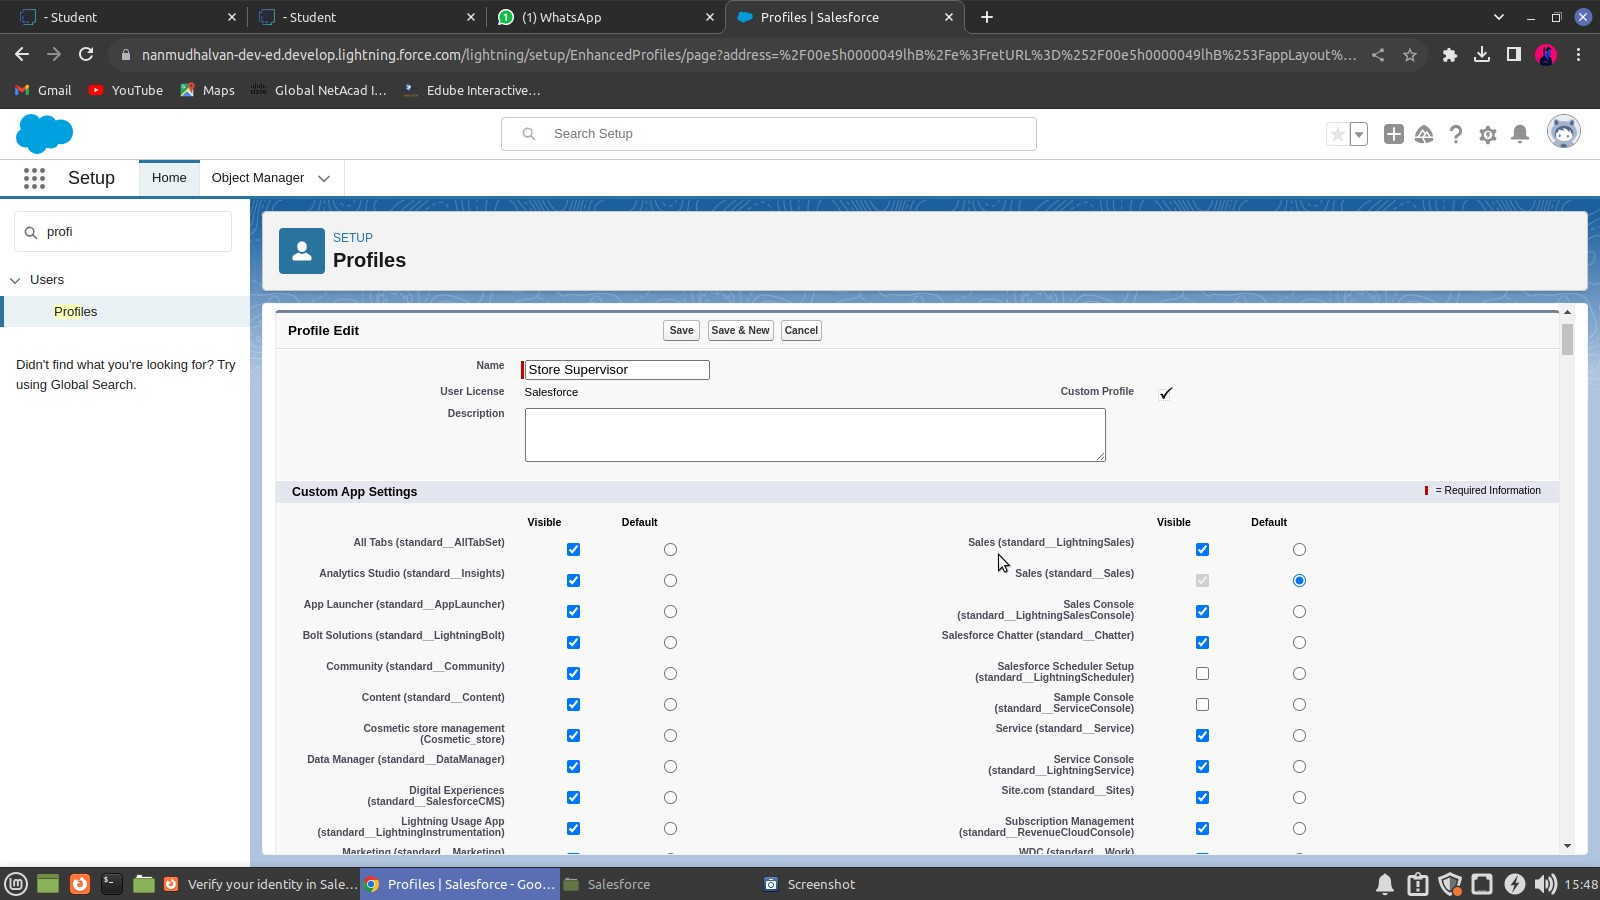 - Student
- Student
(1) WhatsApp
Profiles | Salesforce
nanmudhalvan-dev-ed.develop.lightning.force.com/lightning/setup/EnhancedProfiles/page?address=%2F00e5h0000049lhB%2Fe%3FretURL%3D%252F00e5h0000049lhB%253FappLayout%...
Gmail
YouTube
Maps
Global NetAcad I...
Edube Interactive...
Search Setup
Setup
Home
Object Manager
profi
Users
Profiles
Didn't find what you're looking for? Try
using Global Search.
SETUP
Profiles
Profile Edit
Save
Save & New
Cancel
Name
Store Supervisor
User License
Salesforce
Custom Profile
Description
Custom App Settings
= Required Information
Visible
Default
Visible
Default
All Tabs (standard__AllTabSet)
Sales (standard__LightningSales)
Analytics Studio (standard__Insights)
Sales (standard__Sales)
App Launcher (standard__AppLauncher)
Sales Console
(standard__LightningSalesConsole)
Bolt Solutions (standard__LightningBolt)
Salesforce Chatter (standard__Chatter)
Community (standard__Community)
Salesforce Scheduler Setup
(standard__LightningScheduler)
Content (standard__Content)
Sample Console
(standard__ServiceConsole)
Cosmetic store management
(Cosmetic_store)
Service (standard__Service)
Data Manager (standard__DataManager)
Service Console
(standard__LightningService)
Digital Experiences
(standard__SalesforceCMS)
Site.com (standard__Sites)
Lightning Usage App
(standard__LightningInstrumentation)
Subscription Management
(standard__RevenueCloudConsole)
Marketing (standard__Marketing)
WDC (standard__Work)
Verify your identity in Sale...
Profiles | Salesforce - Goo...
Salesforce
Screenshot
15:48